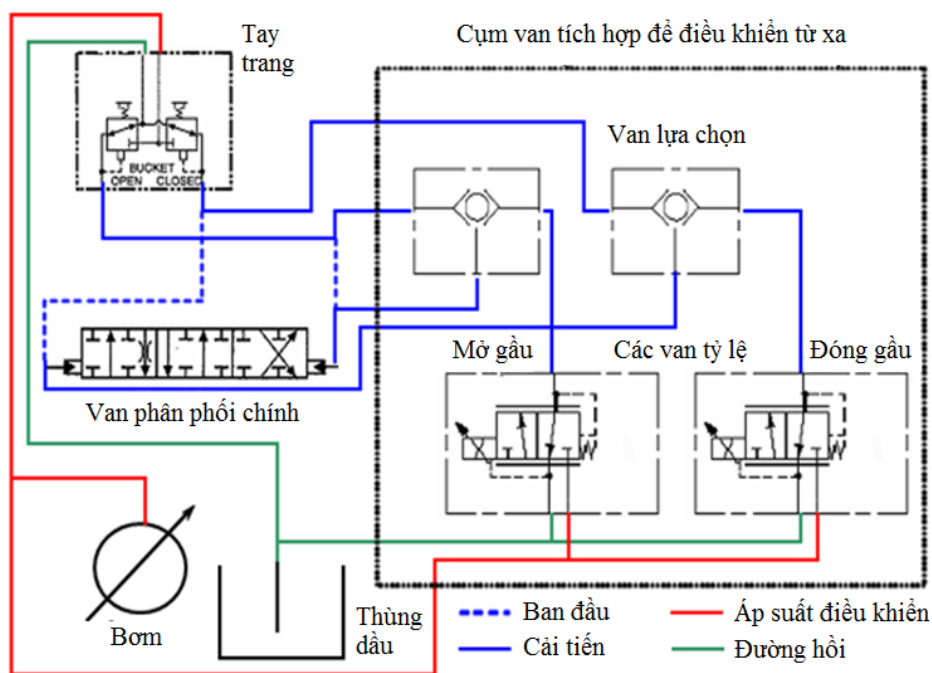 Tay
trang
Cụm van tích hợp để điều khiển từ xa
Van lựa chọn
BUCKET
OPEN CLOSED
Mở gầu
Các van tỷ lệ
Đóng gầu
Van phân phối chính
Bơm
Thùng
dầu
Ban đầu
Cải tiến
Áp suất điều khiển
Đường hồi